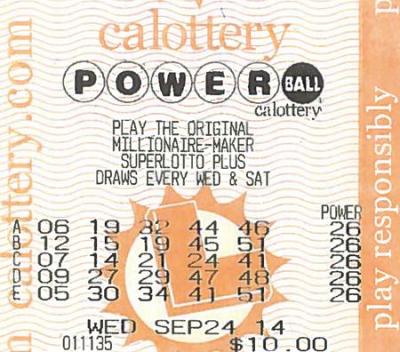 calottery
POWERBALL
calottery
PLAY THE ORIGINAL
MILLIONAIRE-MAKER
SUPERLOTTO PLUS
DRAWS EVERY WED & SAT
POWER
A 06 19 32 44 46 26
B 12 15 19 45 51 26
C 07 14 21 24 41 26
D 09 27 29 47 48 26
E 05 30 34 41 51 26
WED SEP24 14
011135 $10.00
calottery.com
play responsibly